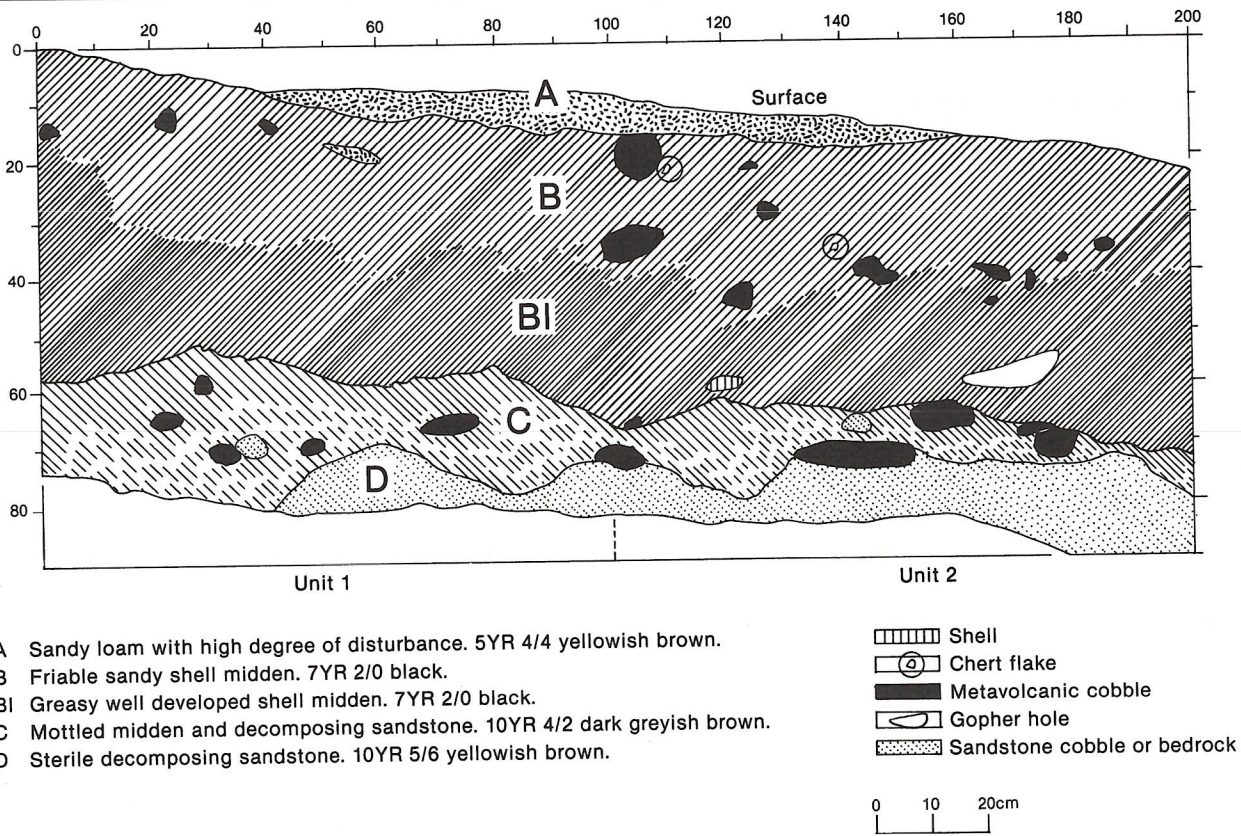 0 20 40 60 80 100 120 140 160 180 200
0
A
Surface
20
B
40
BI
60
C
D
80
Unit 1
Unit 2
A Sandy loam with high degree of disturbance. 5YR 4/4 yellowish brown.
B Friable sandy shell midden. 7YR 2/0 black.
BI Greasy well developed shell midden. 7YR 2/0 black.
C Mottled midden and decomposing sandstone. 10YR 4/2 dark greyish brown.
D Sterile decomposing sandstone. 10YR 5/6 yellowish brown.
Shell
Chert flake
Metavolcanic cobble
Gopher hole
Sandstone cobble or bedrock
0 10 20cm